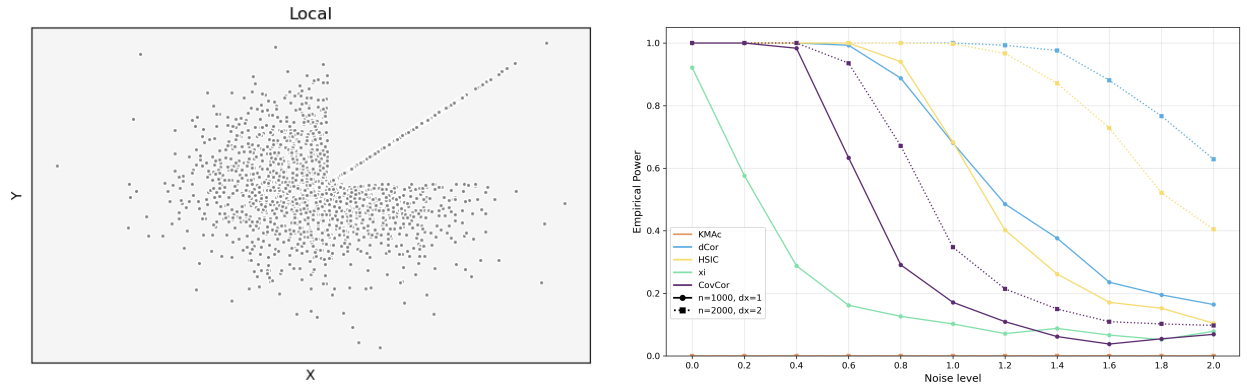 Local
Y
X
Empirical Power
1.0
0.8
0.6
0.4
0.2
0.0
KMAc
dCor
HSIC
xi
CovCor
n=1000, dx=1
n=2000, dx=2
0.0 0.2 0.4 0.6 0.8 1.0 1.2 1.4 1.6 1.8 2.0
Noise level